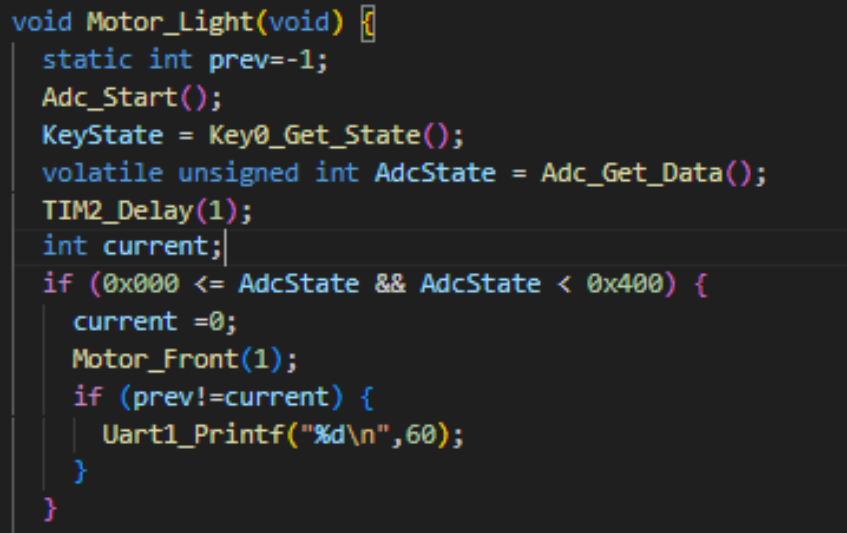 void Motor_Light(void) {
static int prev=-1;
Adc_Start();
KeyState = Key0_Get_State();
volatile unsigned int AdcState = Adc_Get_Data();
TIM2_Delay(1);
int current;
if (0x000 <= AdcState && AdcState < 0x400) {
current =0;
Motor_Front(1);
if (prev!=current) {
Uart1_Printf("%d\n",60);
}
}